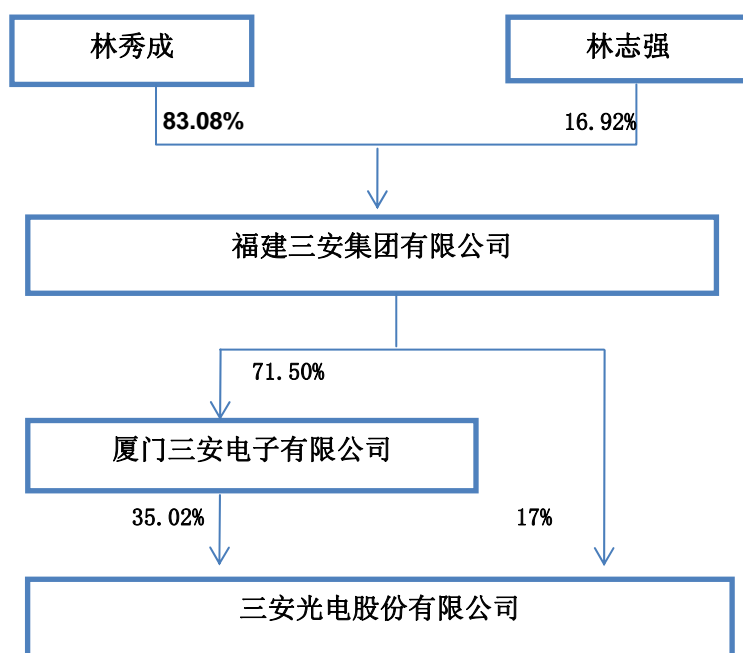 林秀成
林志强
83.08%
16.92%
福建三安集团有限公司
71.50%
厦门三安电子有限公司
35.02%
17%
三安光电股份有限公司